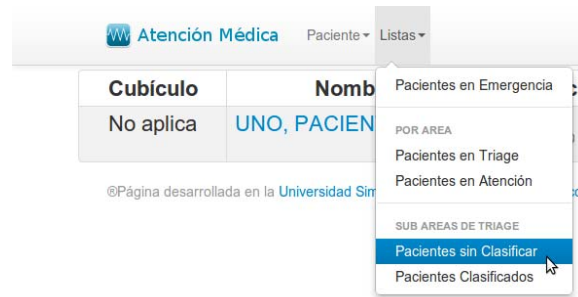 Atención Médica Paciente Listas
Cubículo Nomb
No aplica UNO, PACIEN
Pacientes en Emergencia
POR AREA
Pacientes en Triage
Pacientes en Atención
SUB AREAS DE TRIAGE
Pacientes sin Clasificar
Pacientes Clasificados
®Página desarrollada en la Universidad Sim